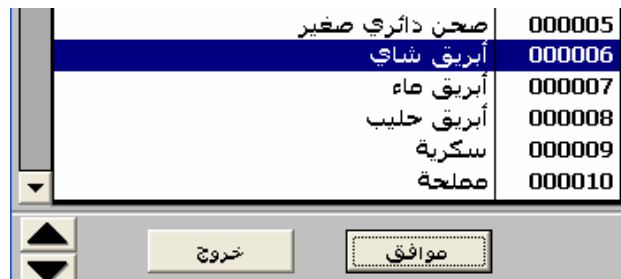 000005 صحن دائري صغير
000006 أبريق شاي
000007 أبريق ماء
000008 أبريق حليب
000009 سكرية
000010 مملحة
موافق خروج